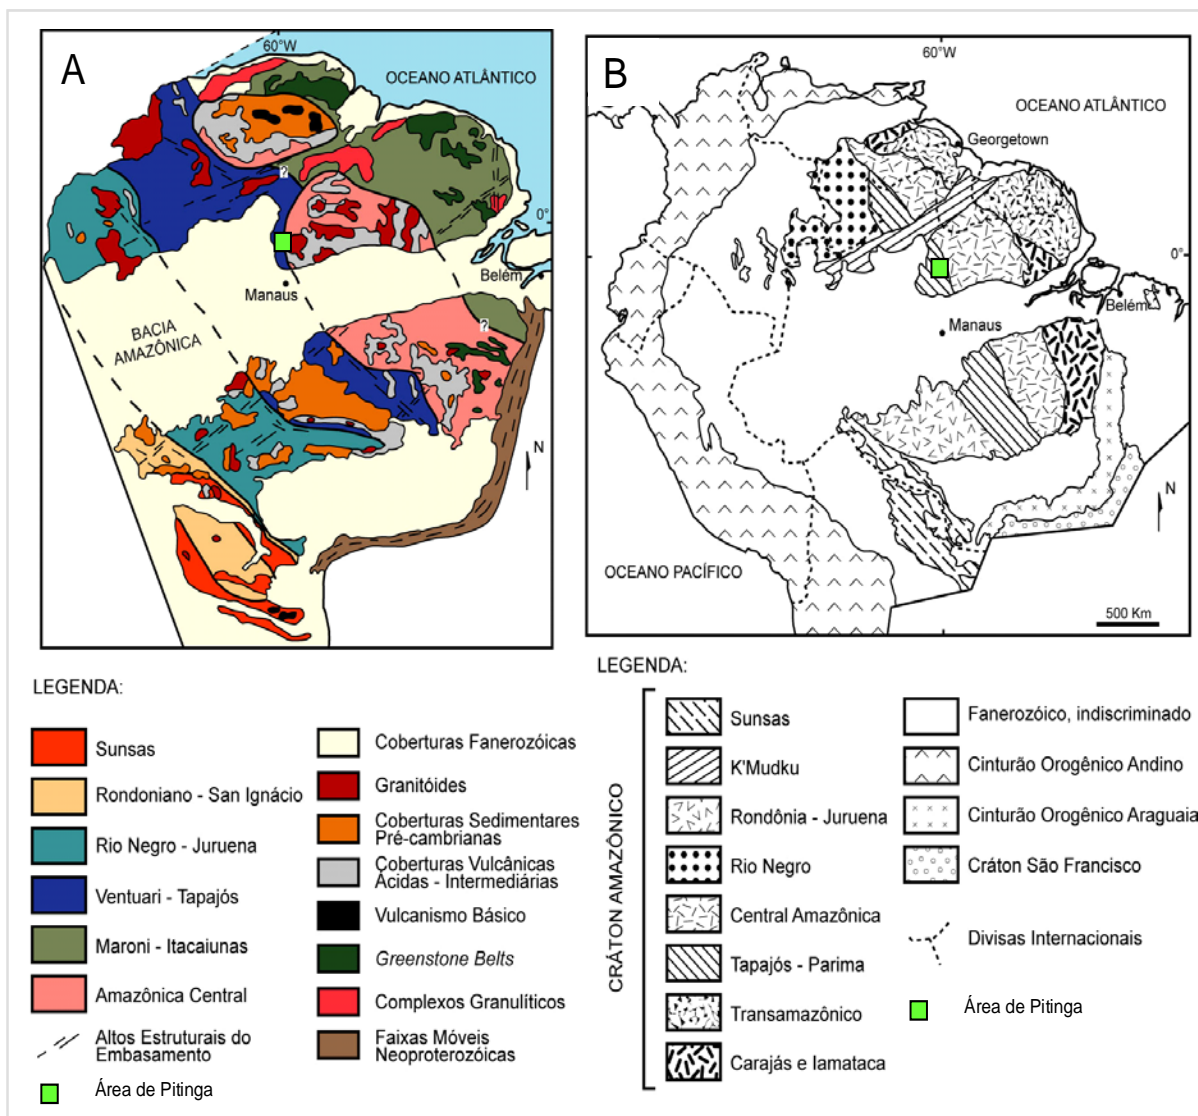 A
60°W
OCEANO ATLÂNTICO
?
0°
Belém
Manaus
BACIA
AMAZÔNICA
?
N
B
60°W
OCEANO ATLÂNTICO
Georgetown
0°
Belém
Manaus
N
OCEANO PACÍFICO
500 Km
LEGENDA:
Sunsas
Rondoniano - San Ignácio
Rio Negro - Juruena
Ventuari - Tapajós
Maroni - Itacaiunas
Amazônica Central
Altos Estruturais do
Embasamento
Área de Pitinga
Coberturas Fanerozóicas
Granitóides
Coberturas Sedimentares
Pré-cambrianas
Coberturas Vulcânicas
Ácidas - Intermediárias
Vulcanismo Básico
Greenstone Belts
Complexos Granulíticos
Faixas Móveis
Neoproterozóicas
LEGENDA:
CRÁTON AMAZÔNICO
Sunsas
K'Mudku
Rondônia - Juruena
Rio Negro
Central Amazônica
Tapajós - Parima
Transamazônico
Carajás e Iamataca
Fanerozóico, indiscriminado
Cinturão Orogênico Andino
Cinturão Orogênico Araguaia
Cráton São Francisco
Divisas Internacionais
Área de Pitinga